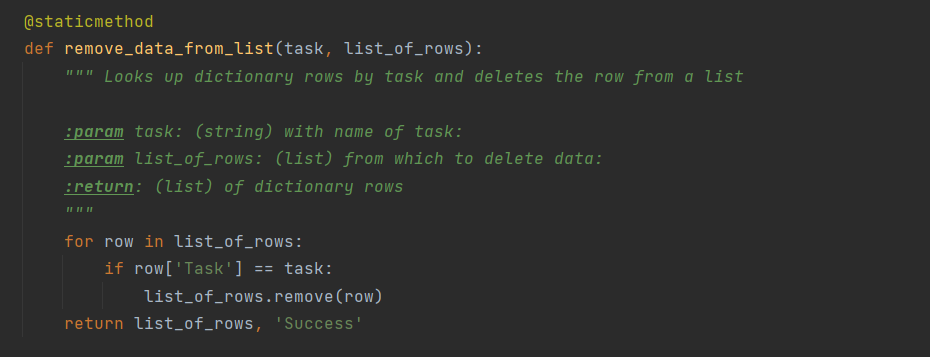 @staticmethod
def remove_data_from_list(task, list_of_rows):
    """ Looks up dictionary rows by task and deletes the row from a list

    :param task: (string) with name of task:
    :param list_of_rows: (list) from which to delete data:
    :return: (list) of dictionary rows
    """
    for row in list_of_rows:
        if row['Task'] == task:
            list_of_rows.remove(row)
    return list_of_rows, 'Success'